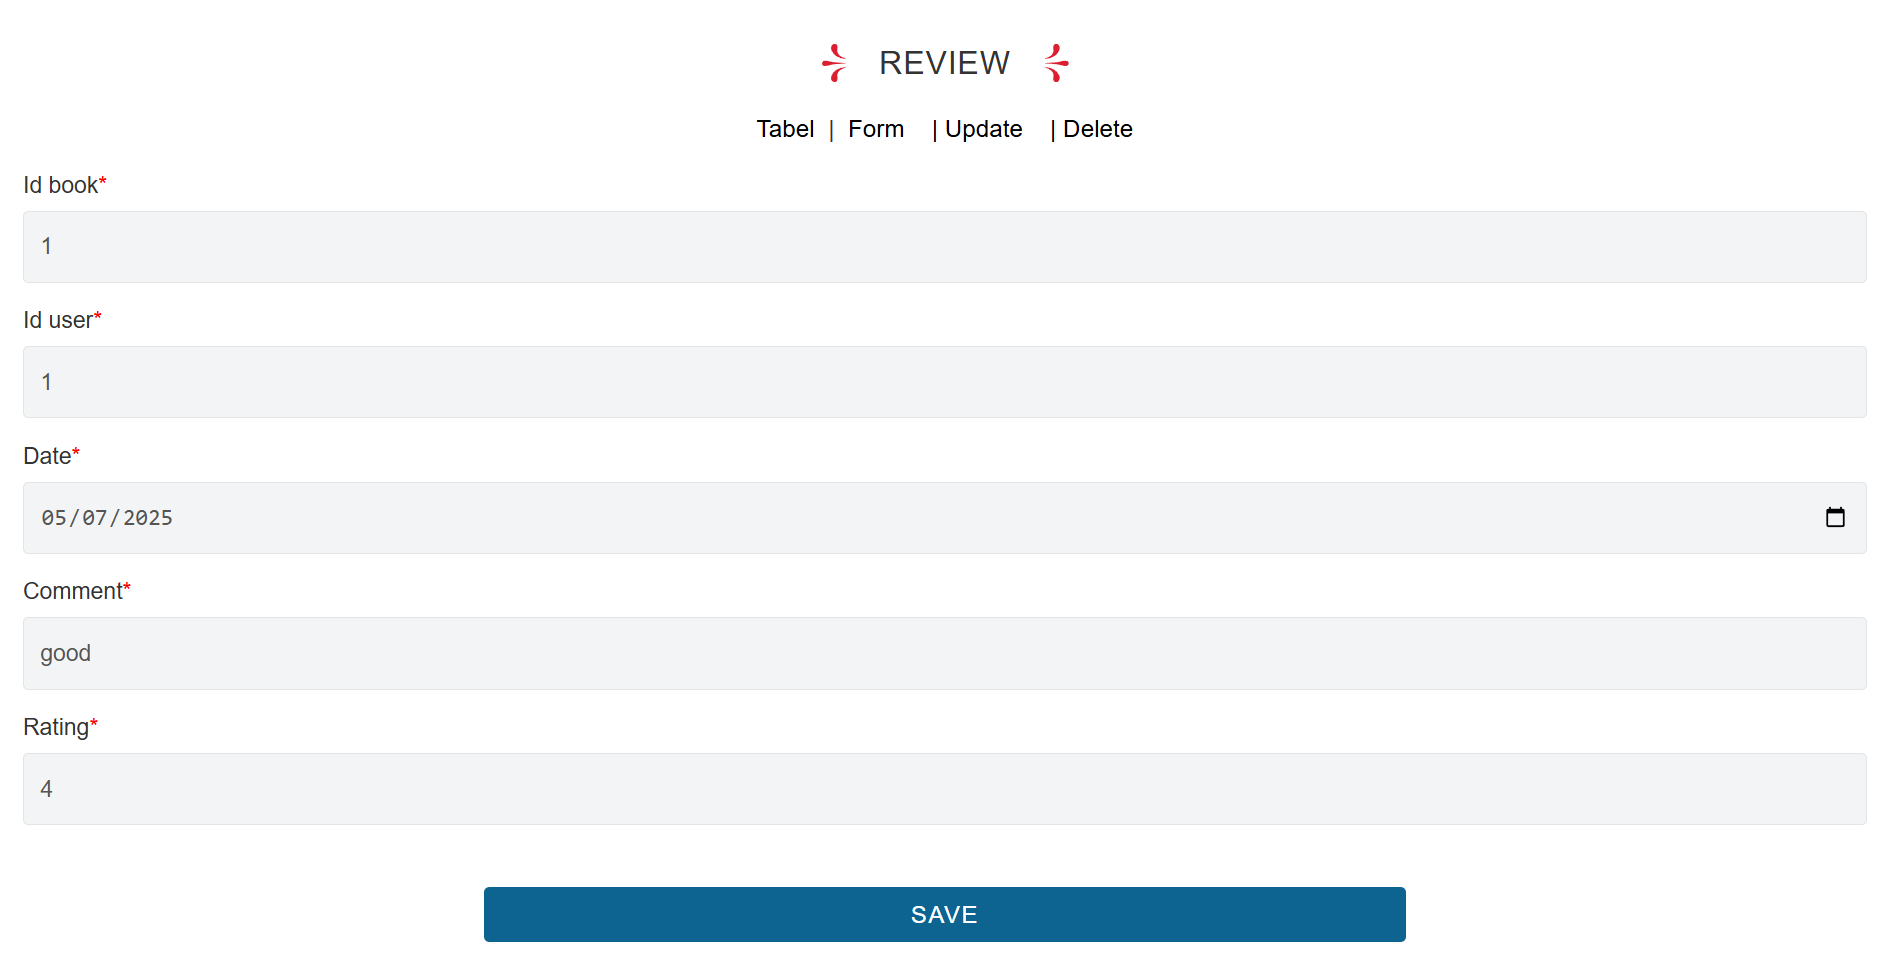 REVIEW
Tabel | Form | Update | Delete
Id book*
1
Id user*
1
Date*
05/07/2025
Comment*
good
Rating*
4
SAVE